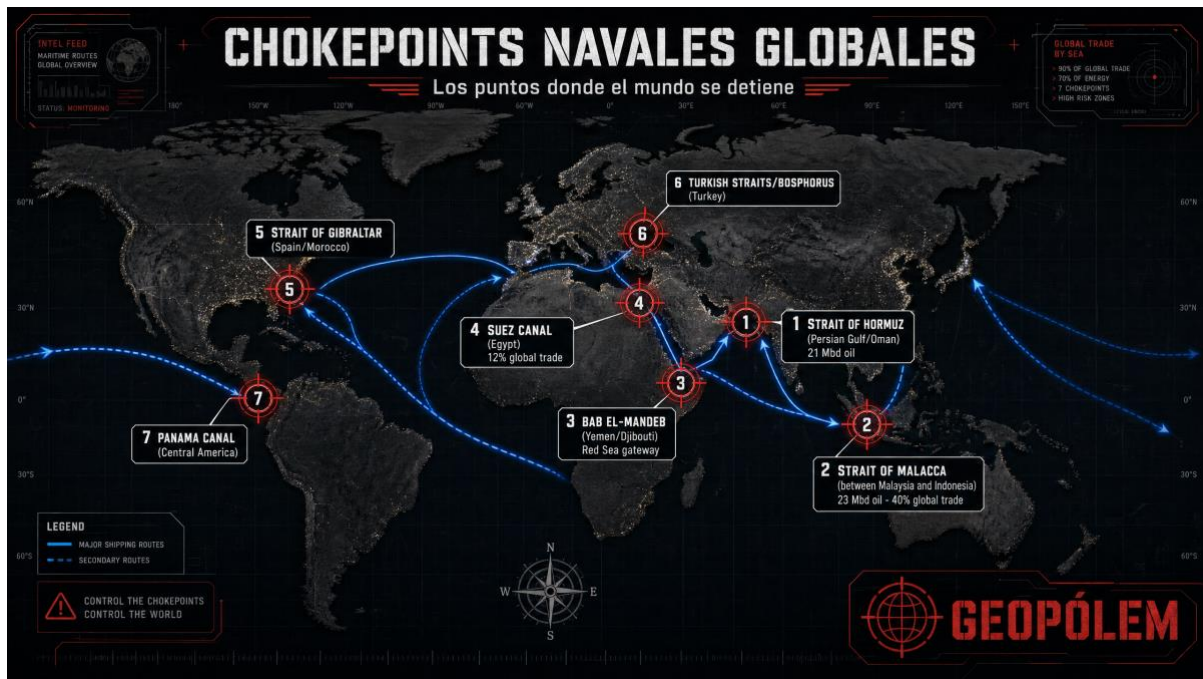 CHOKEPOINTS NAVALES GLOBALES
Los puntos donde el mundo se detiene
INTEL FEED
MARITIME ROUTES
GLOBAL OVERVIEW
STATUS: MONITORING
GLOBAL TRADE
BY SEA
90% OF GLOBAL TRADE
70% OF ENERGY
7 CHOKEPOINTS
HIGH RISK ZONES
180° 150°W 120°W 90°W 60°W 0° 30°E 60°E 90°E 120°E 150°E
60°N 60°N
30°N 30°N
0° 0°
30°S 30°S
60°S 60°S
6 TURKISH STRAITS/BOSPHORUS
(Turkey)
6
5 STRAIT OF GIBRALTAR
(Spain/Morocco)
5
4 SUEZ CANAL
(Egypt)
12% global trade
4
1
1 STRAIT OF HORMUZ
(Persian Gulf/Oman)
21 Mbd oil
3
3 BAB EL-MANDEB
(Yemen/Djibouti)
Red Sea gateway
7
7 PANAMA CANAL
(Central America)
2
2 STRAIT OF MALACCA
(between Malaysia and Indonesia)
23 Mbd oil - 40% global trade
LEGEND
MAJOR SHIPPING ROUTES
SECONDARY ROUTES
CONTROL THE CHOKEPOINTS
CONTROL THE WORLD
N
W E
S
GEOPÓLEM